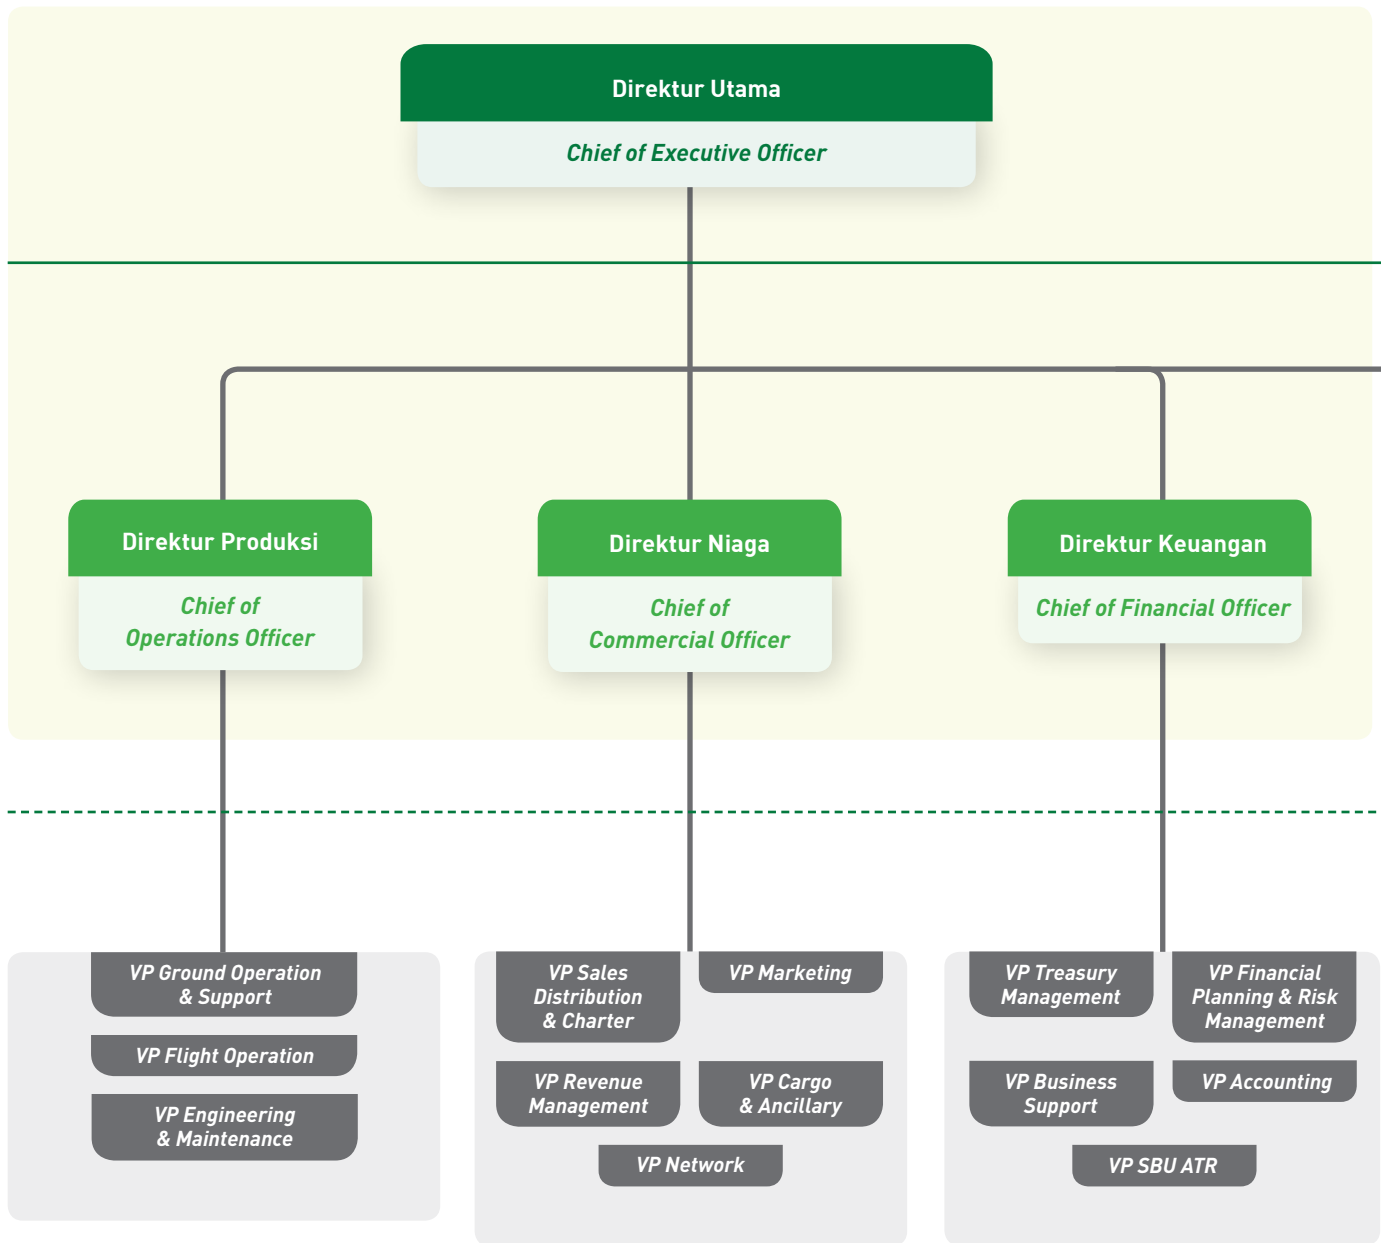 Direktur Utama
Chief of Executive Officer
Direktur Produksi
Chief of
Operations Officer
Direktur Niaga
Chief of
Commercial Officer
Direktur Keuangan
Chief of Financial Officer
VP Ground Operation
& Support
VP Flight Operation
VP Engineering
& Maintenance
VP Sales
Distribution
& Charter
VP Marketing
VP Revenue
Management
VP Cargo
& Ancillary
VP Network
VP Treasury
Management
VP Financial
Planning & Risk
Management
VP Business
Support
VP Accounting
VP SBU ATR